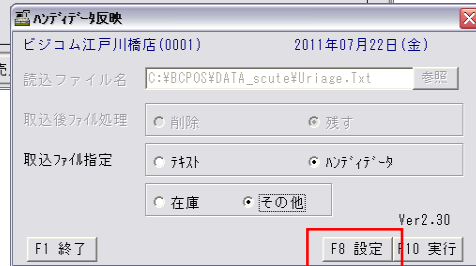 ハンディデータ反映
ビジコム江戸川橋店(0001) 2011年07月22日(金)
読込ファイル名 C:¥BCPOS¥DATA_scute¥Uriage.Txt 参照
取込後ファイル処理 削除 残す
取込ファイル指定 テキスト ハンディデータ
在庫 その他
Ver2.30
F1 終了 F8 設定 F10 実行